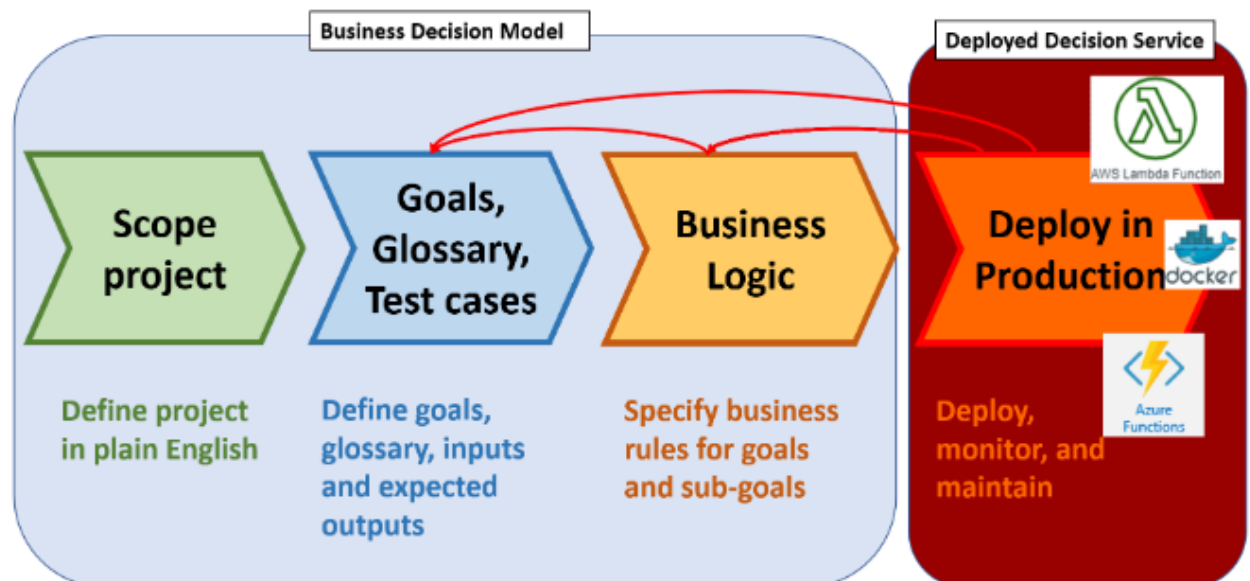 Business Decision Model
Deployed Decision Service
Scope
project
Goals,
Glossary,
Test cases
Business
Logic
Deploy in
Production
AWS Lambda Function
docker
Azure
Functions
Define project
in plain English
Define goals,
glossary, inputs
and expected
outputs
Specify business
rules for goals
and sub-goals
Deploy,
monitor, and
maintain